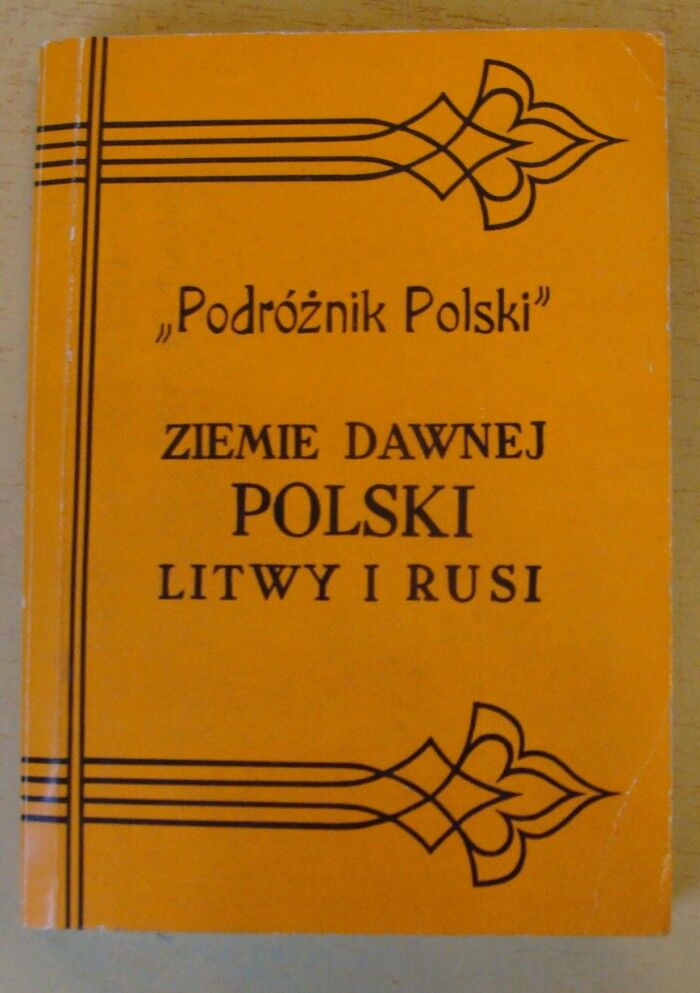 „Podróżnik Polski”
ZIEMIE DAWNEJ
POLSKI
LITWY I RUSI